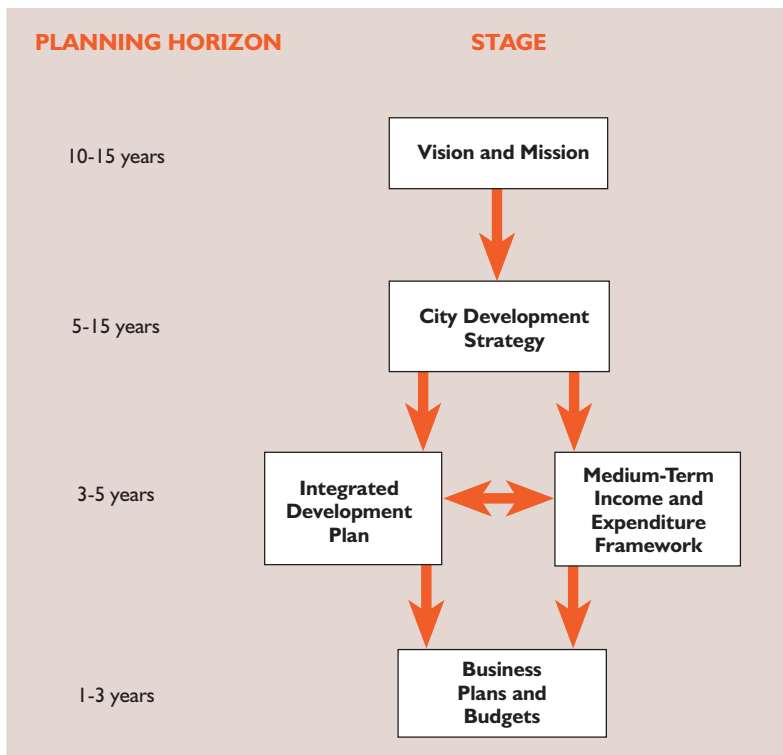 PLANNING HORIZON STAGE
10-15 years
Vision and Mission
5-15 years
City Development
Strategy
3-5 years
Integrated
Development
Plan
Medium-Term
Income and
Expenditure
Framework
1-3 years
Business
Plans and
Budgets